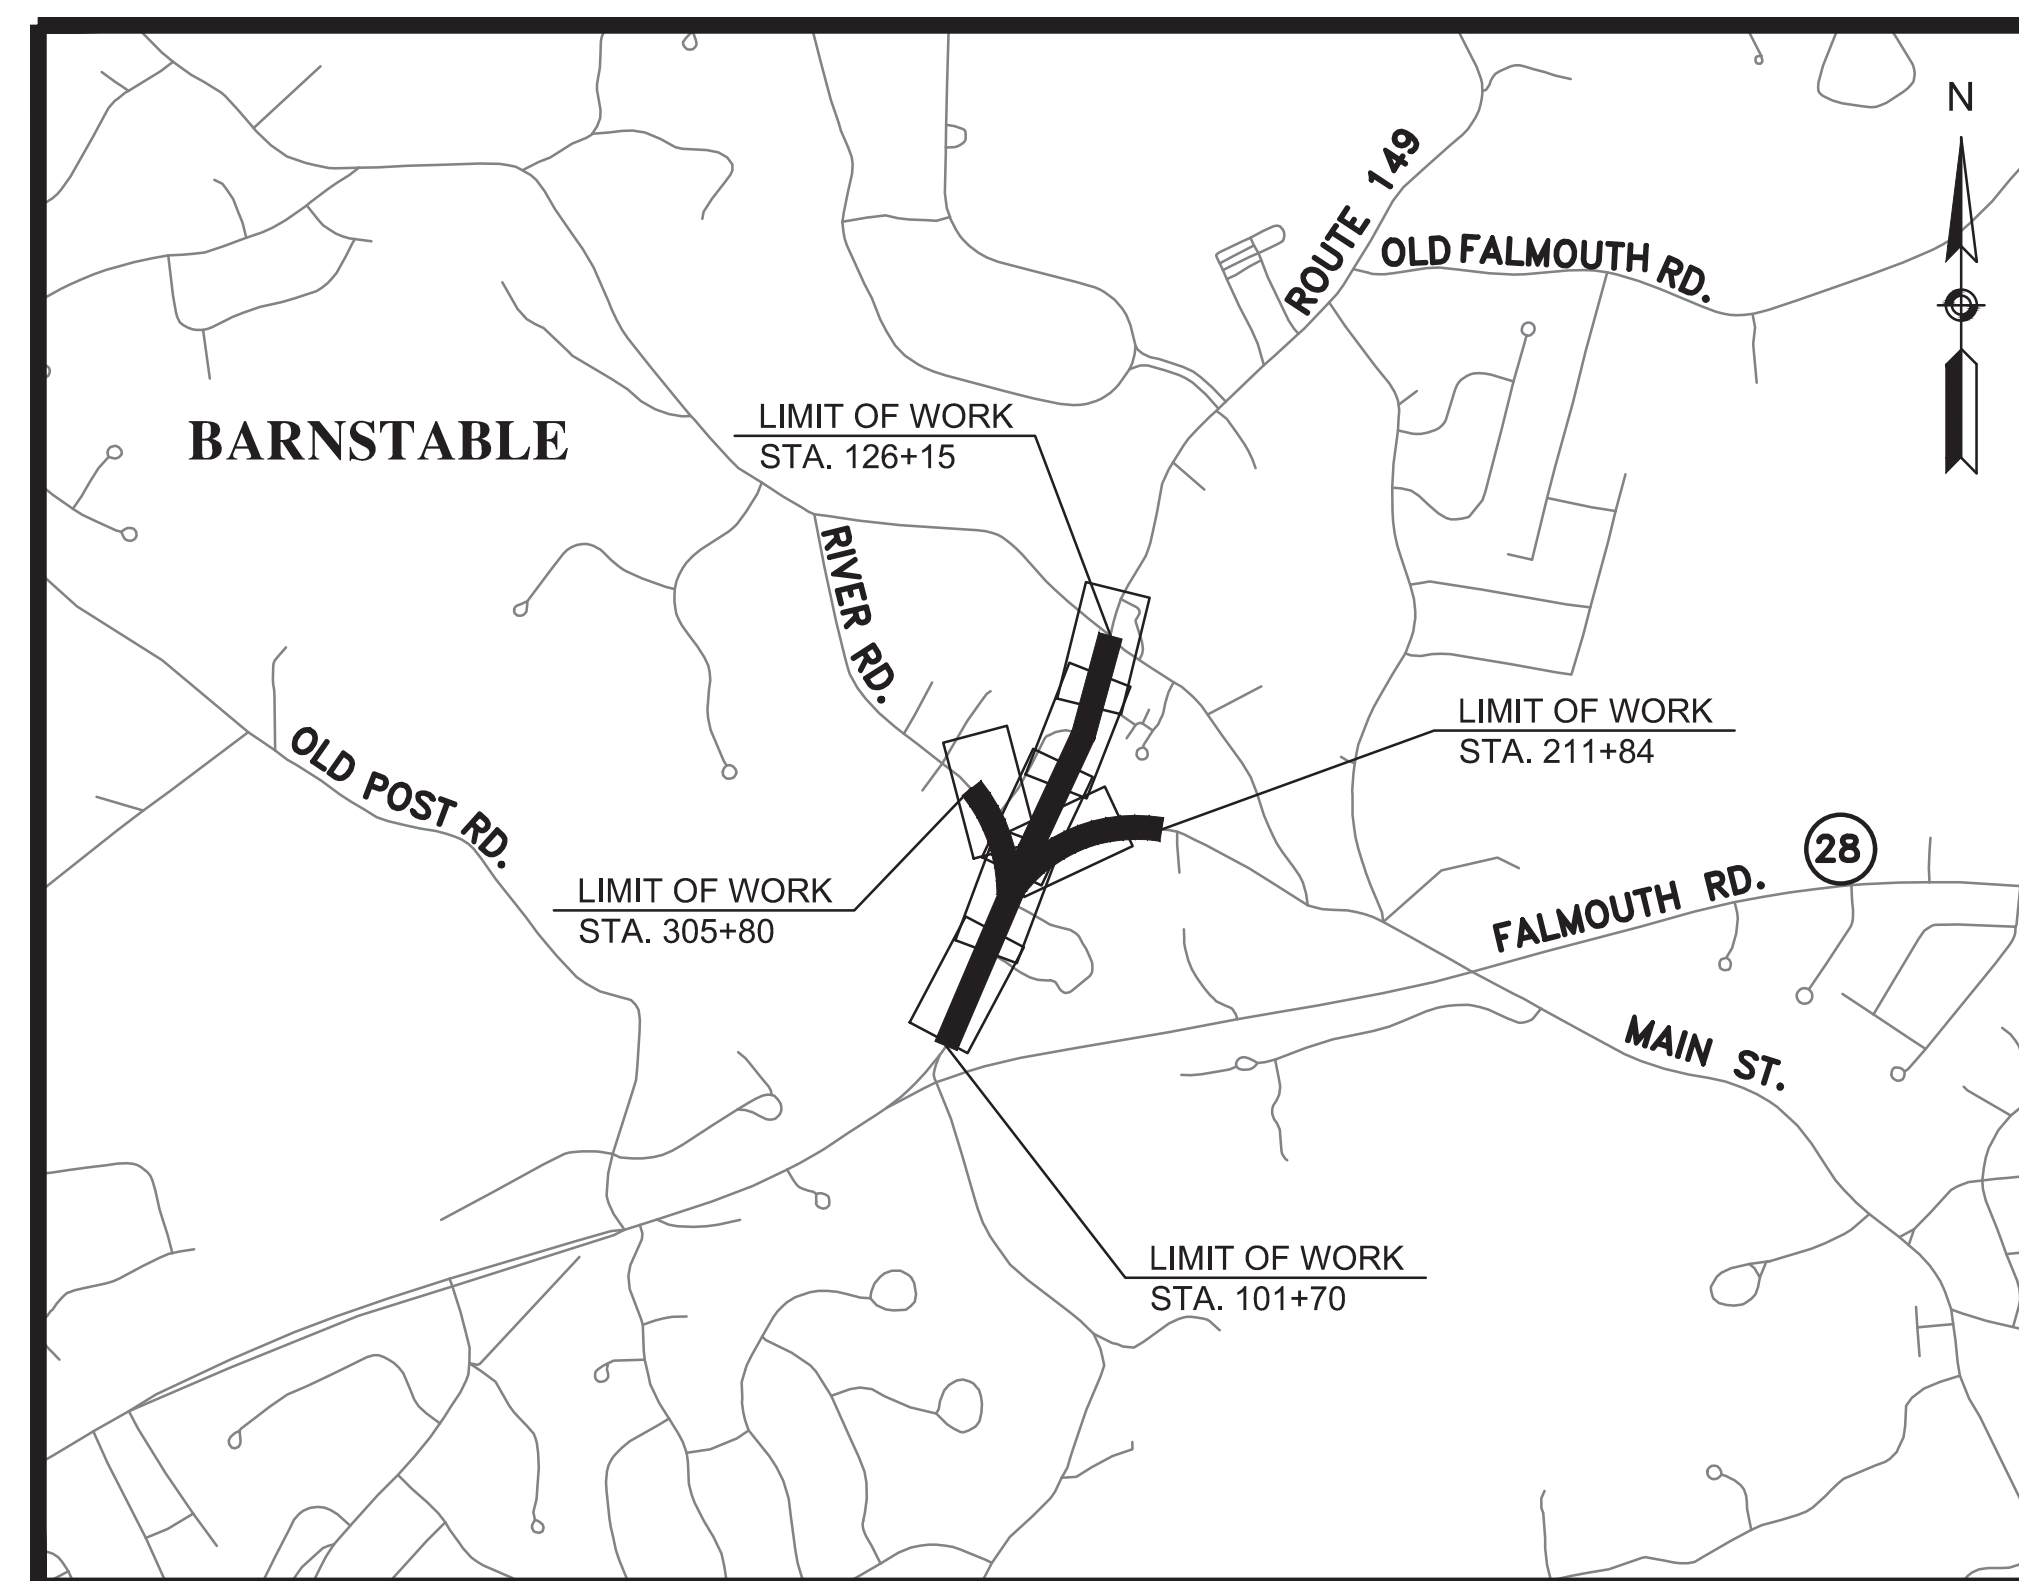 N
ROUTE 149
OLD FALMOUTH RD.
BARNSTABLE
LIMIT OF WORK
STA. 126+15
RIVER RD.
LIMIT OF WORK
STA. 211+84
OLD POST RD.
28
FALMOUTH RD.
LIMIT OF WORK
STA. 305+80
MAIN ST.
LIMIT OF WORK
STA. 101+70